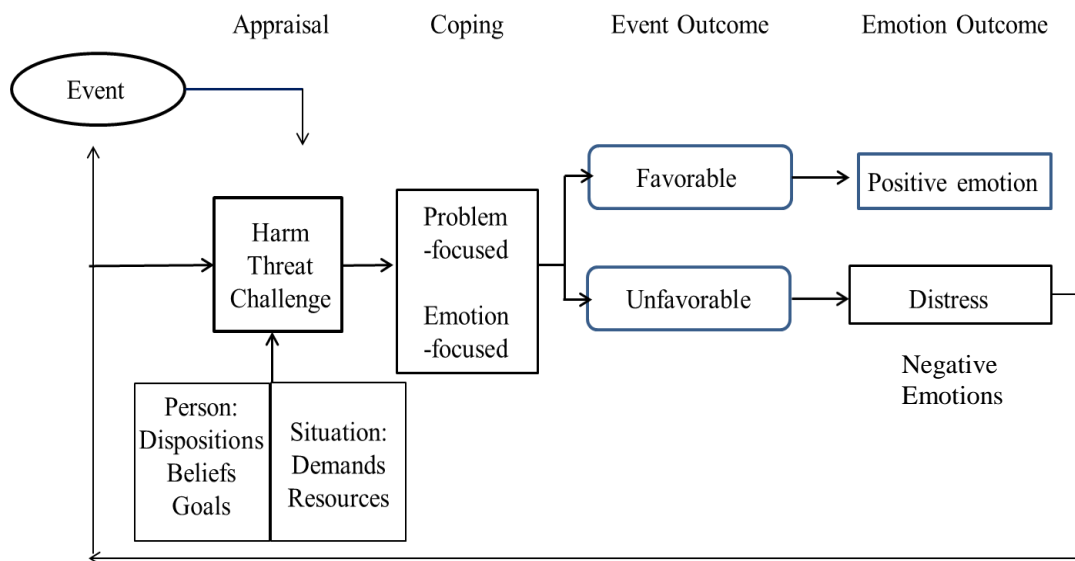 Appraisal
Coping
Event Outcome
Emotion Outcome
Event
Harm
Threat
Challenge
Problem
-focused
Emotion
-focused
Favorable
Positive emotion
Unfavorable
Distress
Negative
Emotions
Person:
Dispositions
Beliefs
Goals
Situation:
Demands
Resources